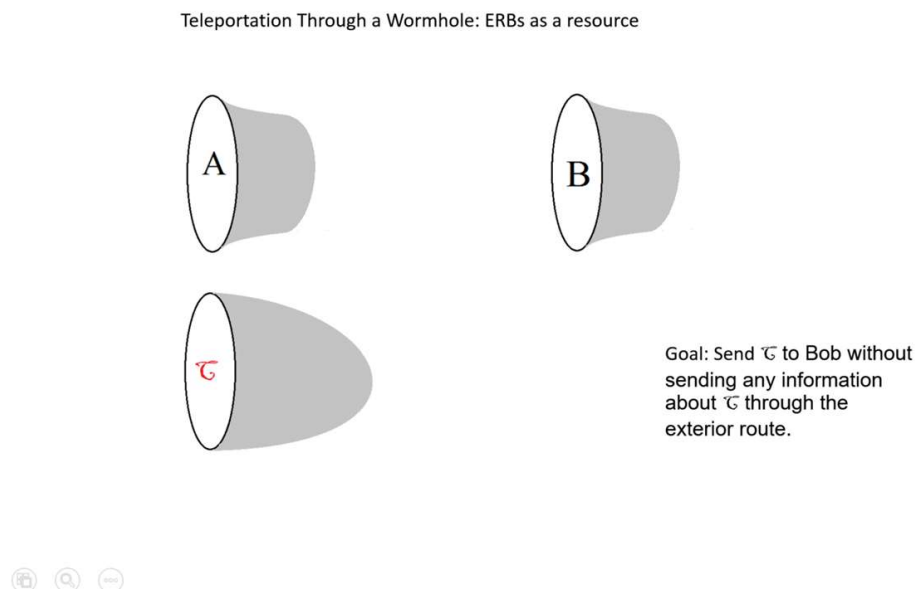 Teleportation Through a Wormhole: ERBs as a resource
A
B
Goal: Send 𝒯 to Bob without
sending any information
about 𝒯 through the
exterior route.
𝒯